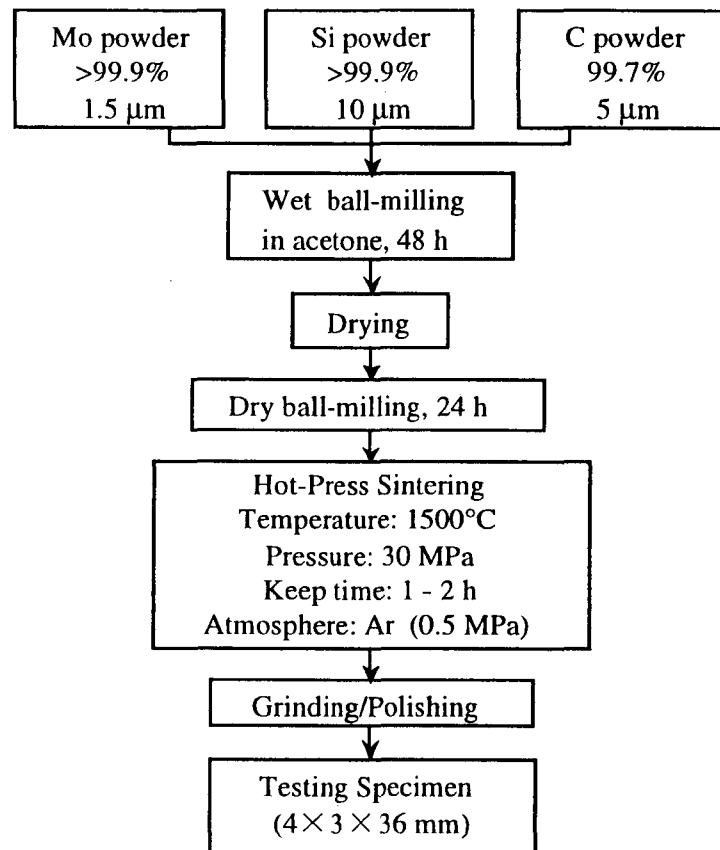 Mo powder
>99.9%
1.5 μm
Si powder
>99.9%
10 μm
C powder
99.7%
5 μm
Wet ball-milling
in acetone, 48 h
Drying
Dry ball-milling, 24 h
Hot-Press Sintering
Temperature: 1500°C
Pressure: 30 MPa
Keep time: 1 - 2 h
Atmosphere: Ar (0.5 MPa)
Grinding/Polishing
Testing Specimen
(4×3×36 mm)